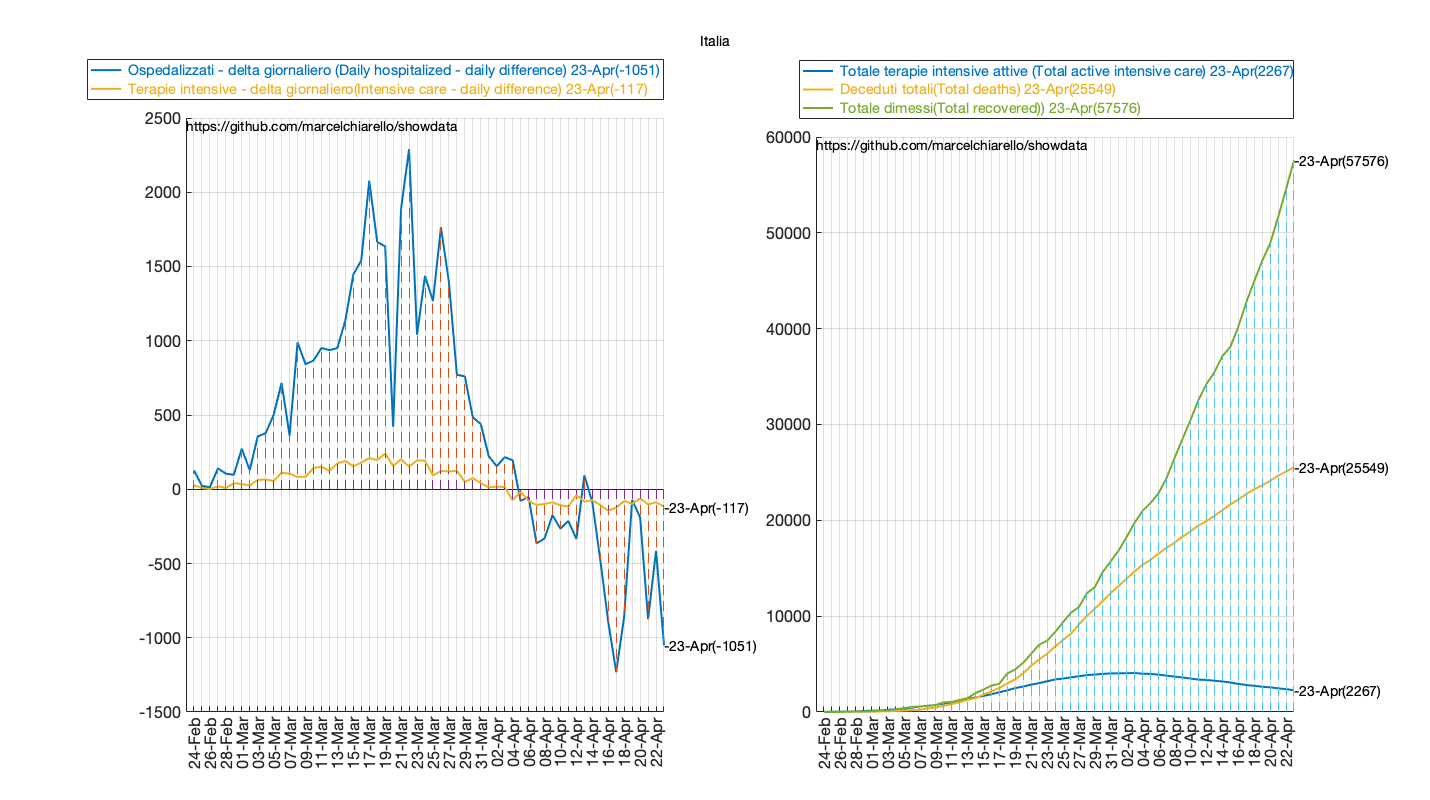 Italia
Ospedalizzati - delta giornaliero (Daily hospitalized - daily difference) 23-Apr(-1051)
Terapie intensive - delta giornaliero(Intensive care - daily difference) 23-Apr(-117)
2500
https://github.com/marcelchiarello/showdata
2000
1500
1000
500
0
-500
-1000
-1500
-23-Apr(-117)
-23-Apr(-1051)
24-Feb
26-Feb
28-Feb
01-Mar
03-Mar
05-Mar
07-Mar
09-Mar
11-Mar
13-Mar
15-Mar
17-Mar
19-Mar
21-Mar
23-Mar
25-Mar
27-Mar
29-Mar
31-Mar
02-Apr
04-Apr
06-Apr
08-Apr
10-Apr
12-Apr
14-Apr
16-Apr
18-Apr
20-Apr
22-Apr
Totale terapie intensive attive (Total active intensive care) 23-Apr(2267)
Deceduti totali(Total deaths) 23-Apr(25549)
Totale dimessi(Total recovered)) 23-Apr(57576)
60000
https://github.com/marcelchiarello/showdata
50000
40000
30000
20000
10000
0
-23-Apr(57576)
-23-Apr(25549)
-23-Apr(2267)
24-Feb
26-Feb
28-Feb
01-Mar
03-Mar
05-Mar
07-Mar
09-Mar
11-Mar
13-Mar
15-Mar
17-Mar
19-Mar
21-Mar
23-Mar
25-Mar
27-Mar
29-Mar
31-Mar
02-Apr
04-Apr
06-Apr
08-Apr
10-Apr
12-Apr
14-Apr
16-Apr
18-Apr
20-Apr
22-Apr